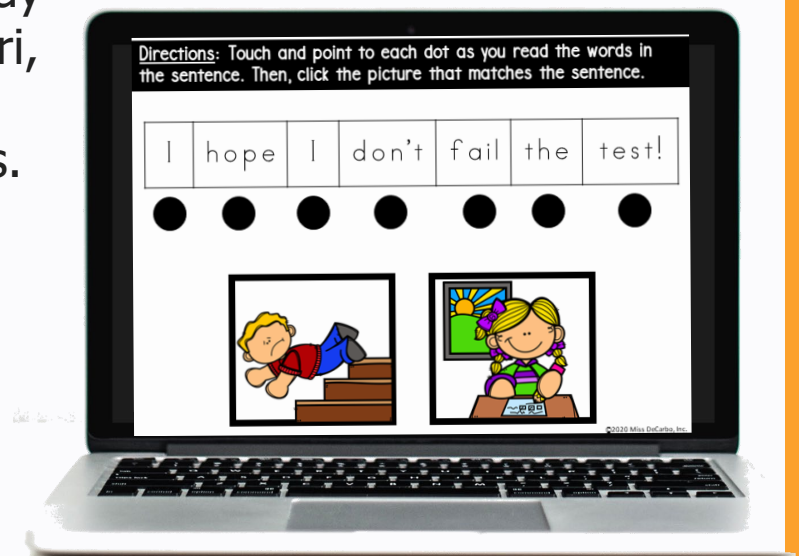 ri,
s.
Directions: Touch and point to each dot as you read the words in
the sentence. Then, click the picture that matches the sentence.
I hope I don't fail the test!
©2020 Miss DeCarbo, Inc.